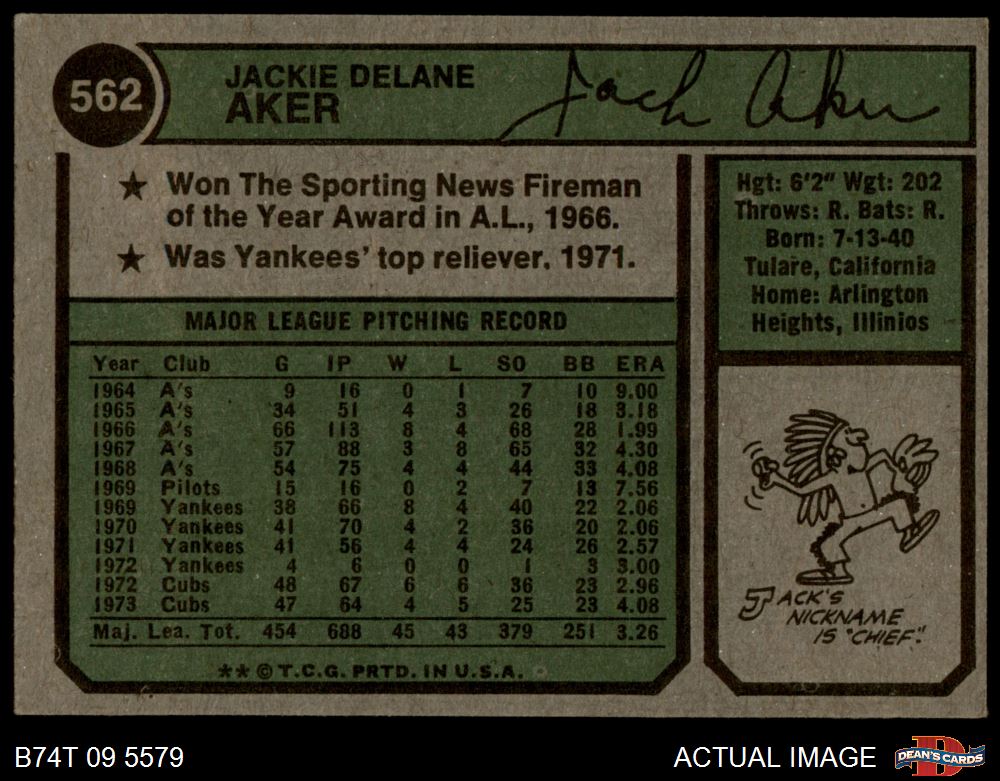 562
JACKIE DELANE
AKER
Jack Aker
★ Won The Sporting News Fireman
of the Year Award in A.L., 1966.
★ Was Yankees' top reliever. 1971.
Hgt: 6'2" Wgt: 202
Throws: R. Bats: R.
Born: 7-13-40
Tulare, California
Home: Arlington
Heights, Illinios
MAJOR LEAGUE PITCHING RECORD
Year Club G IP W L SO BB ERA
1964 A's 9 16 0 1 7 10 9.00
1965 A's 34 51 4 3 26 18 3.18
1966 A's 66 113 8 4 68 28 1.99
1967 A's 57 88 3 8 65 32 4.30
1968 A's 54 75 4 4 44 33 4.08
1969 Pilots 15 16 0 2 7 13 7.56
1969 Yankees 38 66 8 4 40 22 2.06
1970 Yankees 41 70 4 2 36 20 2.06
1971 Yankees 41 56 4 4 24 26 2.57
1972 Yankees 4 6 0 0 1 3 3.00
1972 Cubs 48 67 6 6 36 23 2.96
1973 Cubs 47 64 4 5 25 23 4.08
Maj. Lea. Tot. 454 688 45 43 379 251 3.26
** © T.C.G. PRTD. IN U.S.A.
JACK'S
NICKNAME
IS "CHIEF."
B74T 09 5579
ACTUAL IMAGE
DEAN'S CARDS